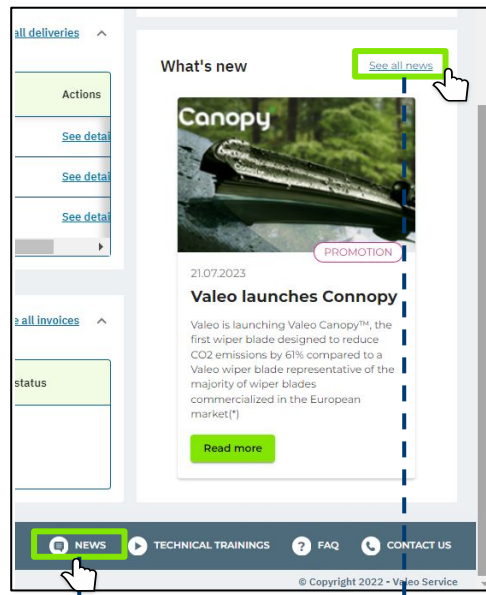 all deliveries
Actions
See detai
See detai
See detai
e all invoices
status
What's new
See all news
Canopy
PROMOTION
21.07.2023
Valeo launches Connopy
Valeo is launching Valeo Canopy™, the
first wiper blade designed to reduce
CO2 emissions by 61% compared to a
Valeo wiper blade representative of the
majority of wiper blades
commercialized in the European
market(*)
Read more
NEWS
TECHNICAL TRAININGS
? FAQ
CONTACT US
© Copyright 2022 - Valeo Service